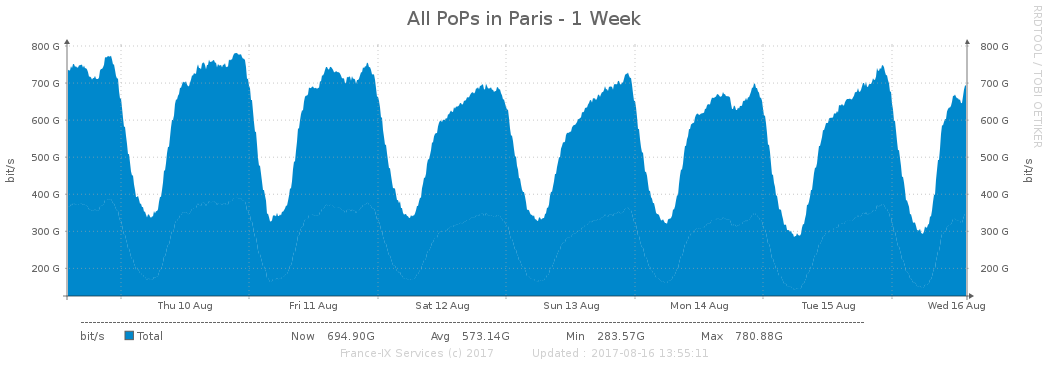 All PoPs in Paris - 1 Week
RRDTOOL / TOBI OETIKER
800 G 800 G
700 G 700 G
600 G 600 G
500 G 500 G
400 G 400 G
300 G 300 G
200 G 200 G
bit/s bit/s
Thu 10 Aug Fri 11 Aug Sat 12 Aug Sun 13 Aug Mon 14 Aug Tue 15 Aug Wed 16 Aug
bit/s Total Now 694.90G Avg 573.14G Min 283.57G Max 780.88G
France-IX Services (c) 2017 Updated : 2017-08-16 13:55:11